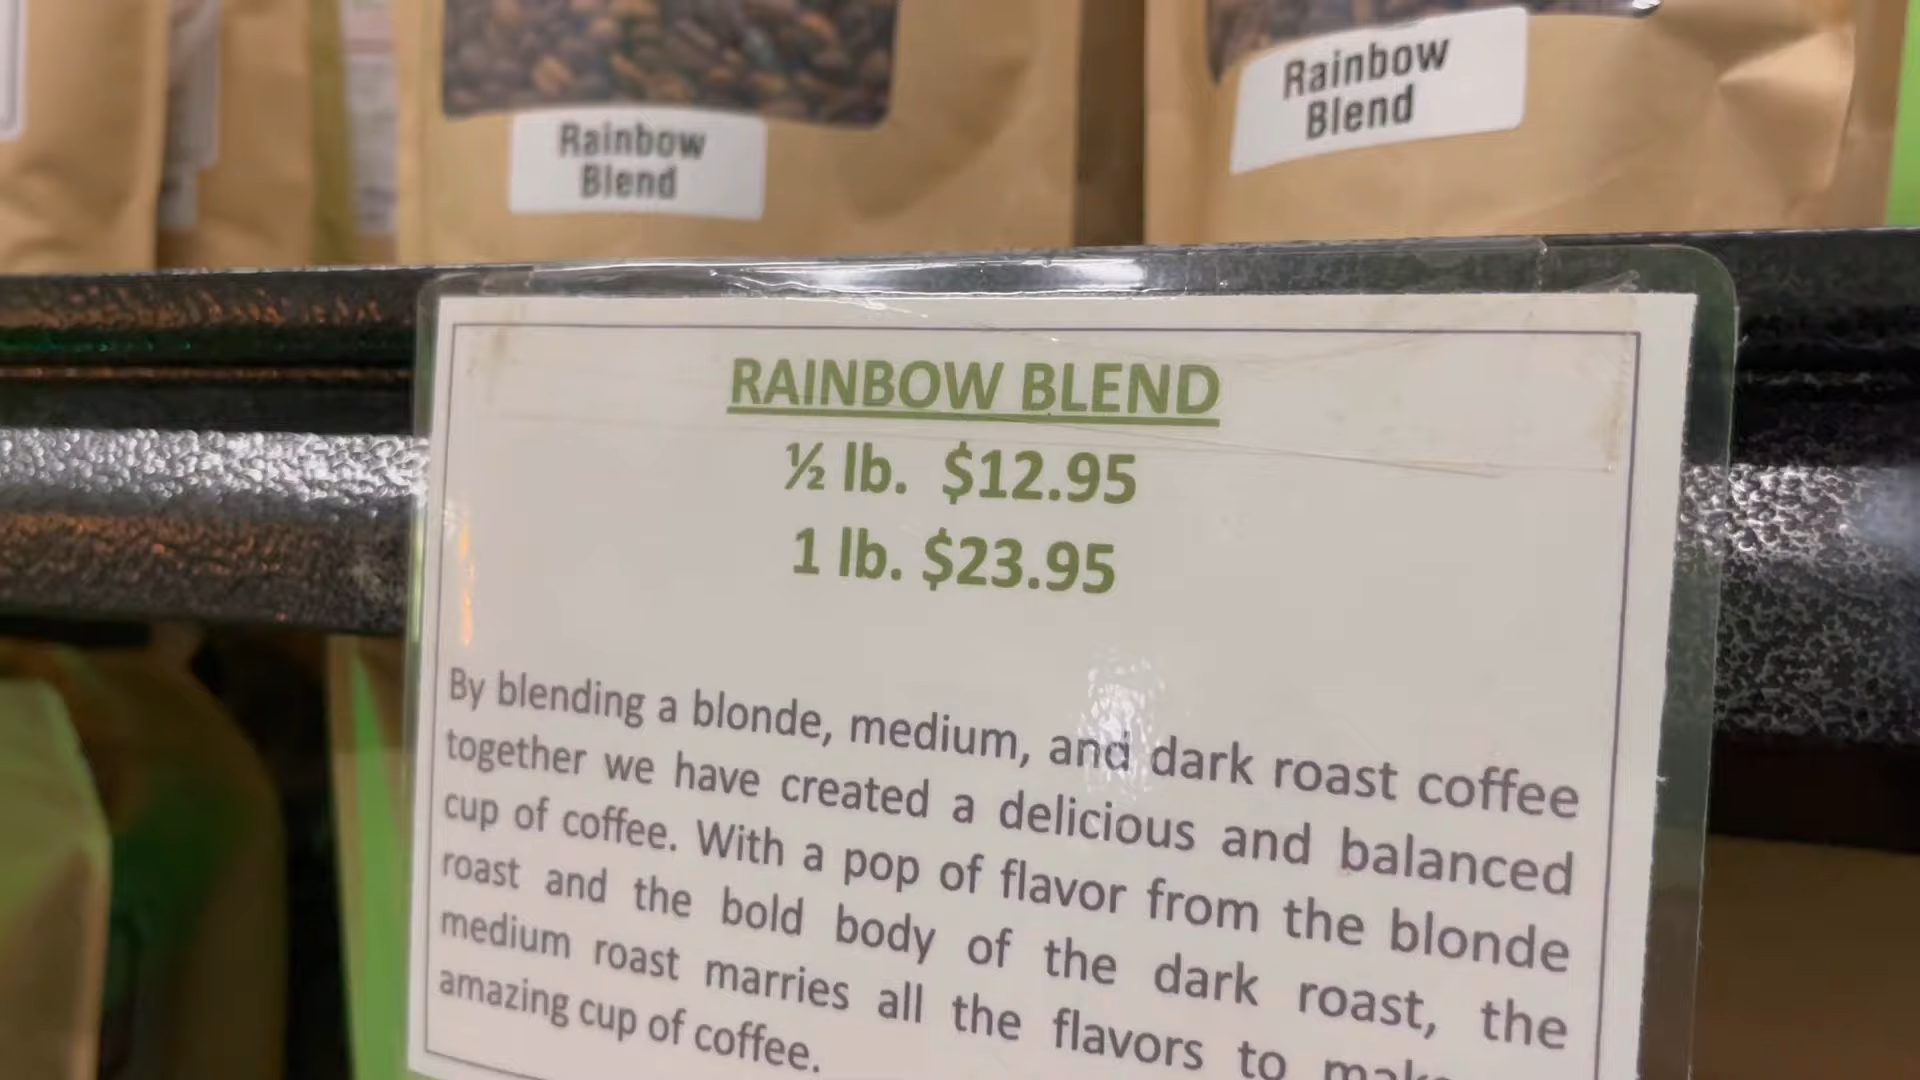 Rainbow
Blend
Rainbow
Blend
RAINBOW BLEND
½ lb. $12.95
1 lb. $23.95
By blending a blonde, medium, and dark roast coffee
together we have created a delicious and balanced
cup of coffee. With a pop of flavor from the blonde
roast and the bold body of the dark roast, the
medium roast marries all the flavors to
amazing cup of coffee.